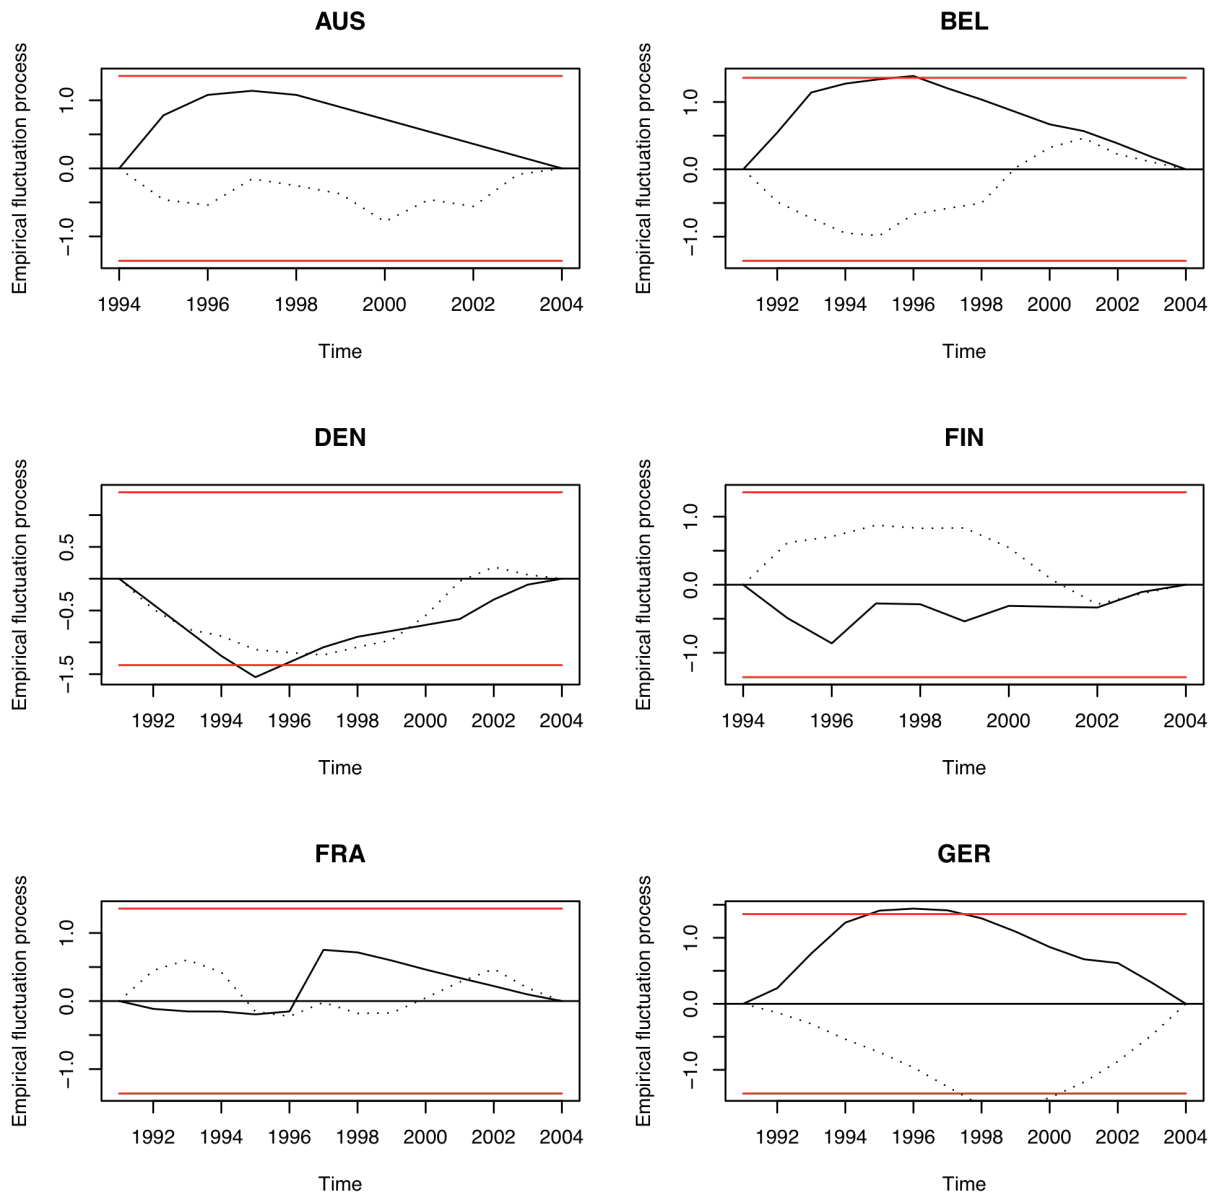 AUS
Empirical fluctuation process
1.0
0.0
−1.0
1994 1996 1998 2000 2002 2004
Time
BEL
Empirical fluctuation process
1.0
0.0
−1.0
1992 1994 1996 1998 2000 2002 2004
Time
DEN
Empirical fluctuation process
0.5
−0.5
−1.5
1992 1994 1996 1998 2000 2002 2004
Time
FIN
Empirical fluctuation process
1.0
0.0
−1.0
1994 1996 1998 2000 2002 2004
Time
FRA
Empirical fluctuation process
1.0
0.0
−1.0
1992 1994 1996 1998 2000 2002 2004
Time
GER
Empirical fluctuation process
1.0
0.0
−1.0
1992 1994 1996 1998 2000 2002 2004
Time